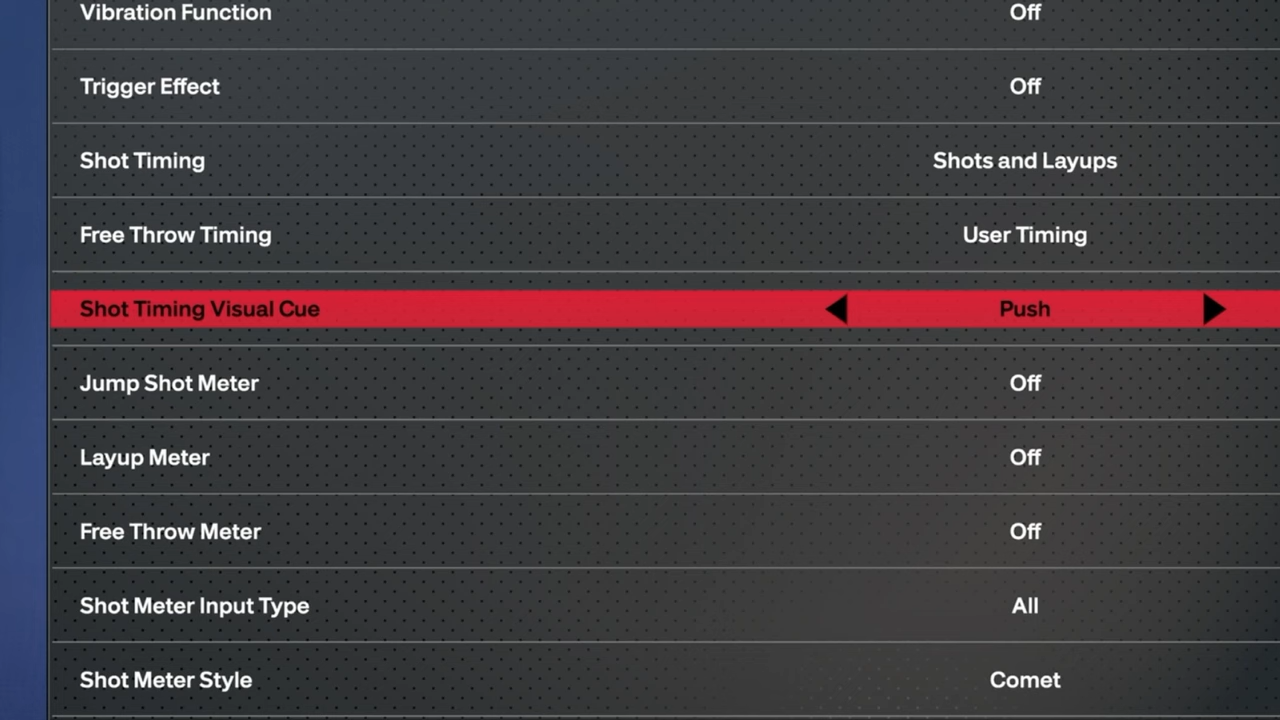 Vibration Function Off
Trigger Effect Off
Shot Timing Shots and Layups
Free Throw Timing User Timing
Shot Timing Visual Cue Push
Jump Shot Meter Off
Layup Meter Off
Free Throw Meter Off
Shot Meter Input Type All
Shot Meter Style Comet